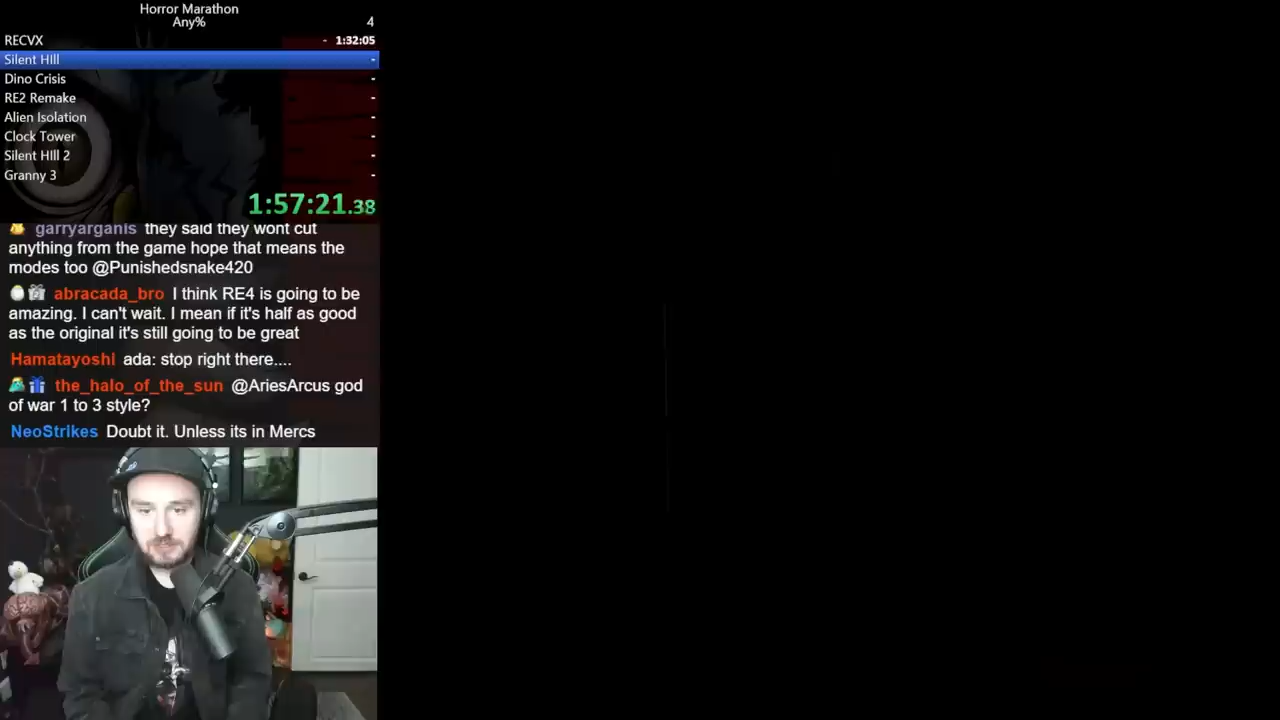 Horror Marathon
Any%
4
RECVX - 1:32:05
Silent HIll -
Dino Crisis -
RE2 Remake -
Alien Isolation -
Clock Tower -
Silent HIll 2 -
Granny 3 -
1:57:21.38
garryarganis they said they wont cut
anything from the game hope that means the
modes too @Punishedsnake420
abracada_bro I think RE4 is going to be
amazing. I can't wait. I mean if it's half as good
as the original it's still going to be great
Hamatayoshi ada: stop right there....
the_halo_of_the_sun @AriesArcus god
of war 1 to 3 style?
NeoStrikes Doubt it. Unless its in Mercs